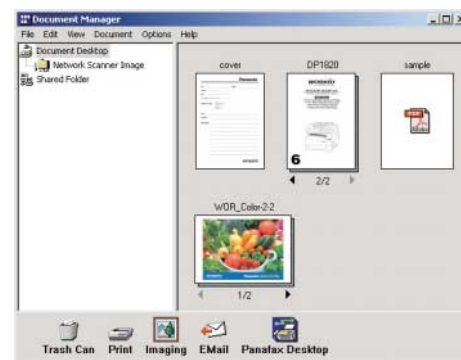 Document Manager
File Edit View Document Options Help
Document Desktop
Network Scanner Image
Shared Folder
cover DP1820 sample
Panasonic
6
2/2
WOR_Color-2-2
1/2
Trash Can Print Imaging EMail Panafax Desktop